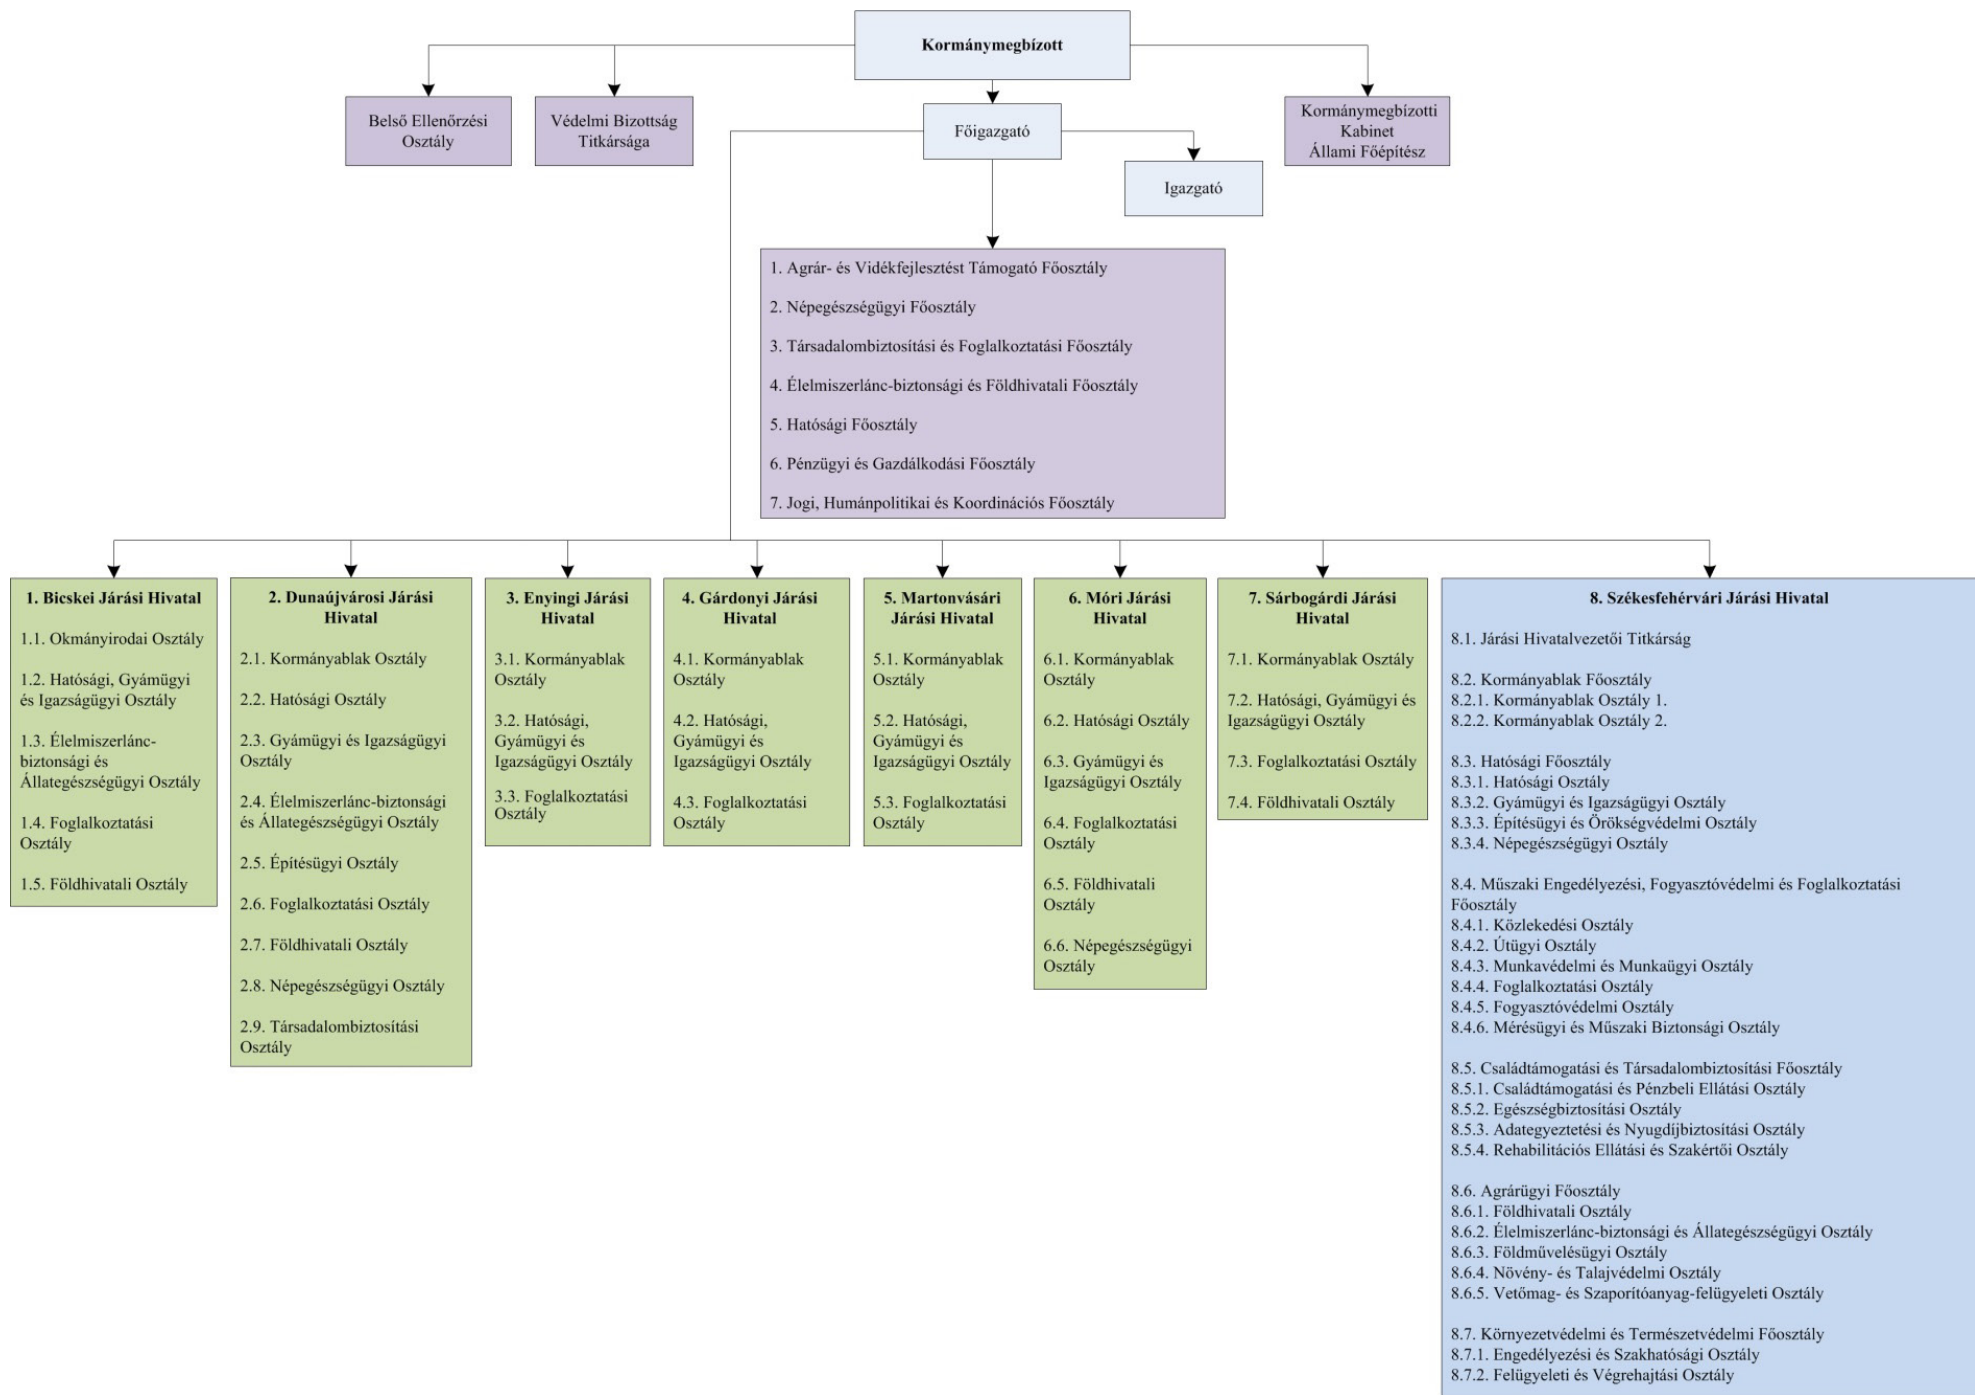 Kormánymegbízott
Belső Ellenőrzési
Osztály
Védelmi Bizottság
Titkársága
Főigazgató
Kormánymegbízotti
Kabinet
Állami Főépítész
Igazgató
1. Agrár- és Vidékfejlesztést Támogató Főosztály
2. Népegészségügyi Főosztály
3. Társadalombiztosítási és Foglalkoztatási Főosztály
4. Élelmiszerlánc-biztonsági és Földhivatali Főosztály
5. Hatósági Főosztály
6. Pénzügyi és Gazdálkodási Főosztály
7. Jogi, Humánpolitikai és Koordinációs Főosztály
1. Bicskei Járási Hivatal
1.1. Okmányirodai Osztály
1.2. Hatósági, Gyámügyi
és Igazságügyi Osztály
1.3. Élelmiszerlánc-
biztonsági és
Állategészségügyi Osztály
1.4. Foglalkoztatási
Osztály
1.5. Földhivatali Osztály
2. Dunaújvárosi Járási
Hivatal
2.1. Kormányablak Osztály
2.2. Hatósági Osztály
2.3. Gyámügyi és Igazságügyi
Osztály
2.4. Élelmiszerlánc-biztonsági
és Állategészségügyi Osztály
2.5. Építésügyi Osztály
2.6. Foglalkoztatási Osztály
2.7. Földhivatali Osztály
2.8. Népegészségügyi Osztály
2.9. Társadalombiztosítási
Osztály
3. Enyingi Járási
Hivatal
3.1. Kormányablak
Osztály
3.2. Hatósági,
Gyámügyi és
Igazságügyi Osztály
3.3. Foglalkoztatási
Osztály
4. Gárdonyi Járási
Hivatal
4.1. Kormányablak
Osztály
4.2. Hatósági,
Gyámügyi és
Igazságügyi Osztály
4.3. Foglalkoztatási
Osztály
5. Martonvásári
Járási Hivatal
5.1. Kormányablak
Osztály
5.2. Hatósági,
Gyámügyi és
Igazságügyi Osztály
5.3. Foglalkoztatási
Osztály
6. Móri Járási
Hivatal
6.1. Kormányablak
Osztály
6.2. Hatósági Osztály
6.3. Gyámügyi és
Igazságügyi Osztály
6.4. Foglalkoztatási
Osztály
6.5. Földhivatali
Osztály
6.6. Népegészségügyi
Osztály
7. Sárbogárdi Járási
Hivatal
7.1. Kormányablak Osztály
7.2. Hatósági, Gyámügyi és
Igazságügyi Osztály
7.3. Foglalkoztatási Osztály
7.4. Földhivatali Osztály
8. Székesfehérvári Járási Hivatal
8.1. Járási Hivatalvezetői Titkárság
8.2. Kormányablak Főosztály
8.2.1. Kormányablak Osztály 1.
8.2.2. Kormányablak Osztály 2.
8.3. Hatósági Főosztály
8.3.1. Hatósági Osztály
8.3.2. Gyámügyi és Igazságügyi Osztály
8.3.3. Építésügyi és Örökségvédelmi Osztály
8.3.4. Népegészségügyi Osztály
8.4. Műszaki Engedélyezési, Fogyasztóvédelmi és Foglalkoztatási
Főosztály
8.4.1. Közlekedési Osztály
8.4.2. Útügyi Osztály
8.4.3. Munkavédelmi és Munkaügyi Osztály
8.4.4. Foglalkoztatási Osztály
8.4.5. Fogyasztóvédelmi Osztály
8.4.6. Mérésügyi és Műszaki Biztonsági Osztály
8.5. Családtámogatási és Társadalombiztosítási Főosztály
8.5.1. Családtámogatási és Pénzbeli Ellátási Osztály
8.5.2. Egészségbiztosítási Osztály
8.5.3. Adategyeztetési és Nyugdíjbiztosítási Osztály
8.5.4. Rehabilitációs Ellátási és Szakértői Osztály
8.6. Agrárügyi Főosztály
8.6.1. Földhivatali Osztály
8.6.2. Élelmiszerlánc-biztonsági és Állategészségügyi Osztály
8.6.3. Földművelésügyi Osztály
8.6.4. Növény- és Talajvédelmi Osztály
8.6.5. Vetőmag- és Szaporítóanyag-felügyeleti Osztály
8.7. Környezetvédelmi és Természetvédelmi Főosztály
8.7.1. Engedélyezési és Szakhatósági Osztály
8.7.2. Felügyeleti és Végrehajtási Osztály